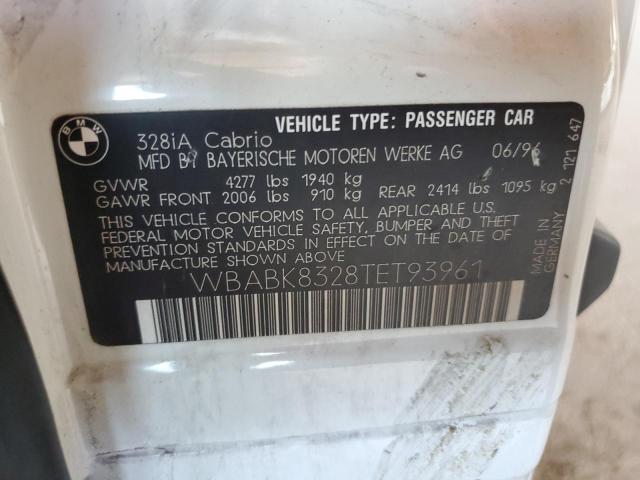 BMW
VEHICLE TYPE: PASSENGER CAR
328iA Cabrio
MFD BY BAYERISCHE MOTOREN WERKE AG 06/96
GVWR 4277 lbs 1940 kg
GAWR FRONT 2006 lbs 910 kg REAR 2414 lbs 1095 kg
THIS VEHICLE CONFORMS TO ALL APPLICABLE U.S.
FEDERAL MOTOR VEHICLE SAFETY, BUMPER AND THEFT
PREVENTION STANDARDS IN EFFECT ON THE DATE OF
MANUFACTURE SHOWN ABOVE
WBABK8328TET93961
MADE IN
GERMANY
2 121 647